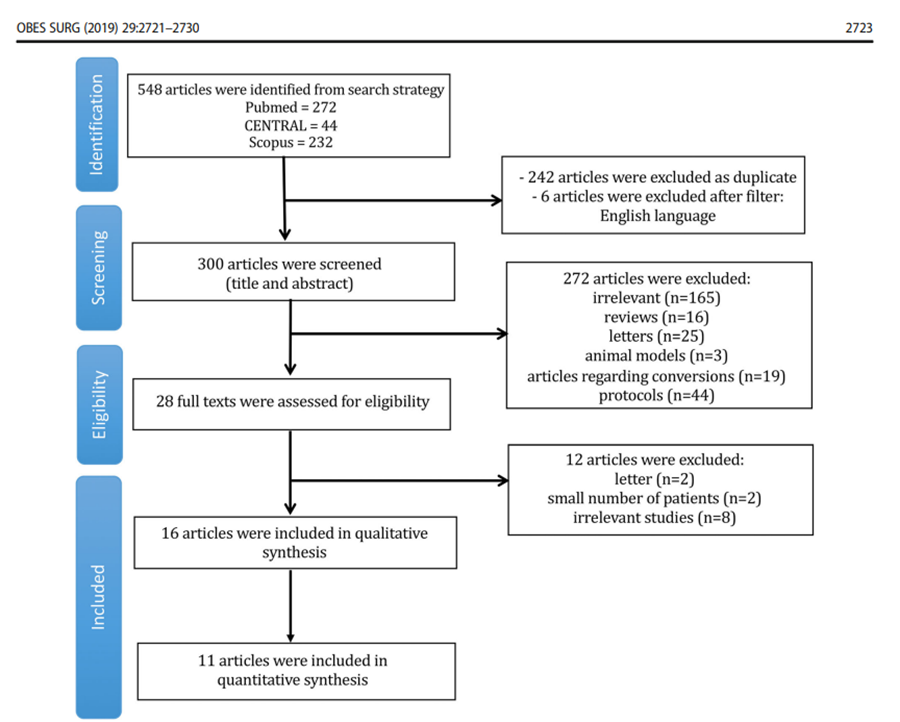 OBES SURG (2019) 29:2721–2730
2723
Identification
548 articles were identified from search strategy
Pubmed = 272
CENTRAL = 44
Scopus = 232
- 242 articles were excluded as duplicate
- 6 articles were excluded after filter:
English language
Screening
300 articles were screened
(title and abstract)
272 articles were excluded:
irrelevant (n=165)
reviews (n=16)
letters (n=25)
animal models (n=3)
articles regarding conversions (n=19)
protocols (n=44)
Eligibility
28 full texts were assessed for eligibility
12 articles were excluded:
letter (n=2)
small number of patients (n=2)
irrelevant studies (n=8)
Included
16 articles were included in qualitative
synthesis
11 articles were included in
quantitative synthesis